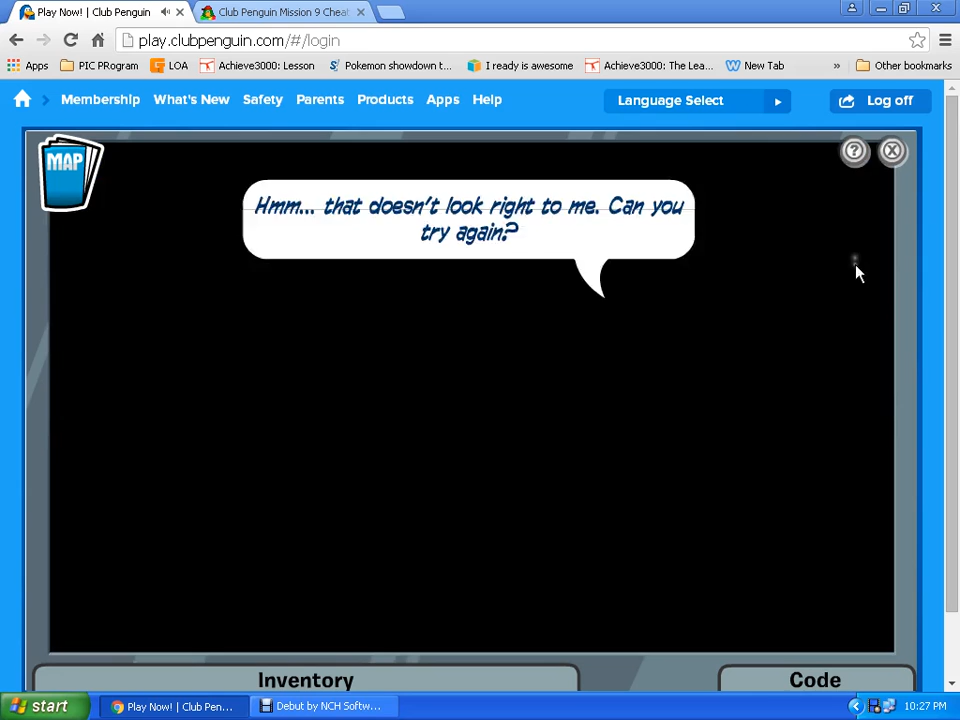 Play Now! | Club Penguin
Club Penguin Mission 9 Cheat
play.clubpenguin.com/#/login
Apps
PIC PRogram
LOA
Achieve3000: Lesson
Pokemon showdown t...
I ready is awesome
Achieve3000: The Lea...
New Tab
»
Other bookmarks
Membership
What's New
Safety
Parents
Products
Apps
Help
Language Select
Log off
MAP
?
X
Hmm... that doesn't look right to me. Can you
try again?
Inventory
Code
start
Play Now! | Club Pen...
Debut by NCH Softw...
10:27 PM